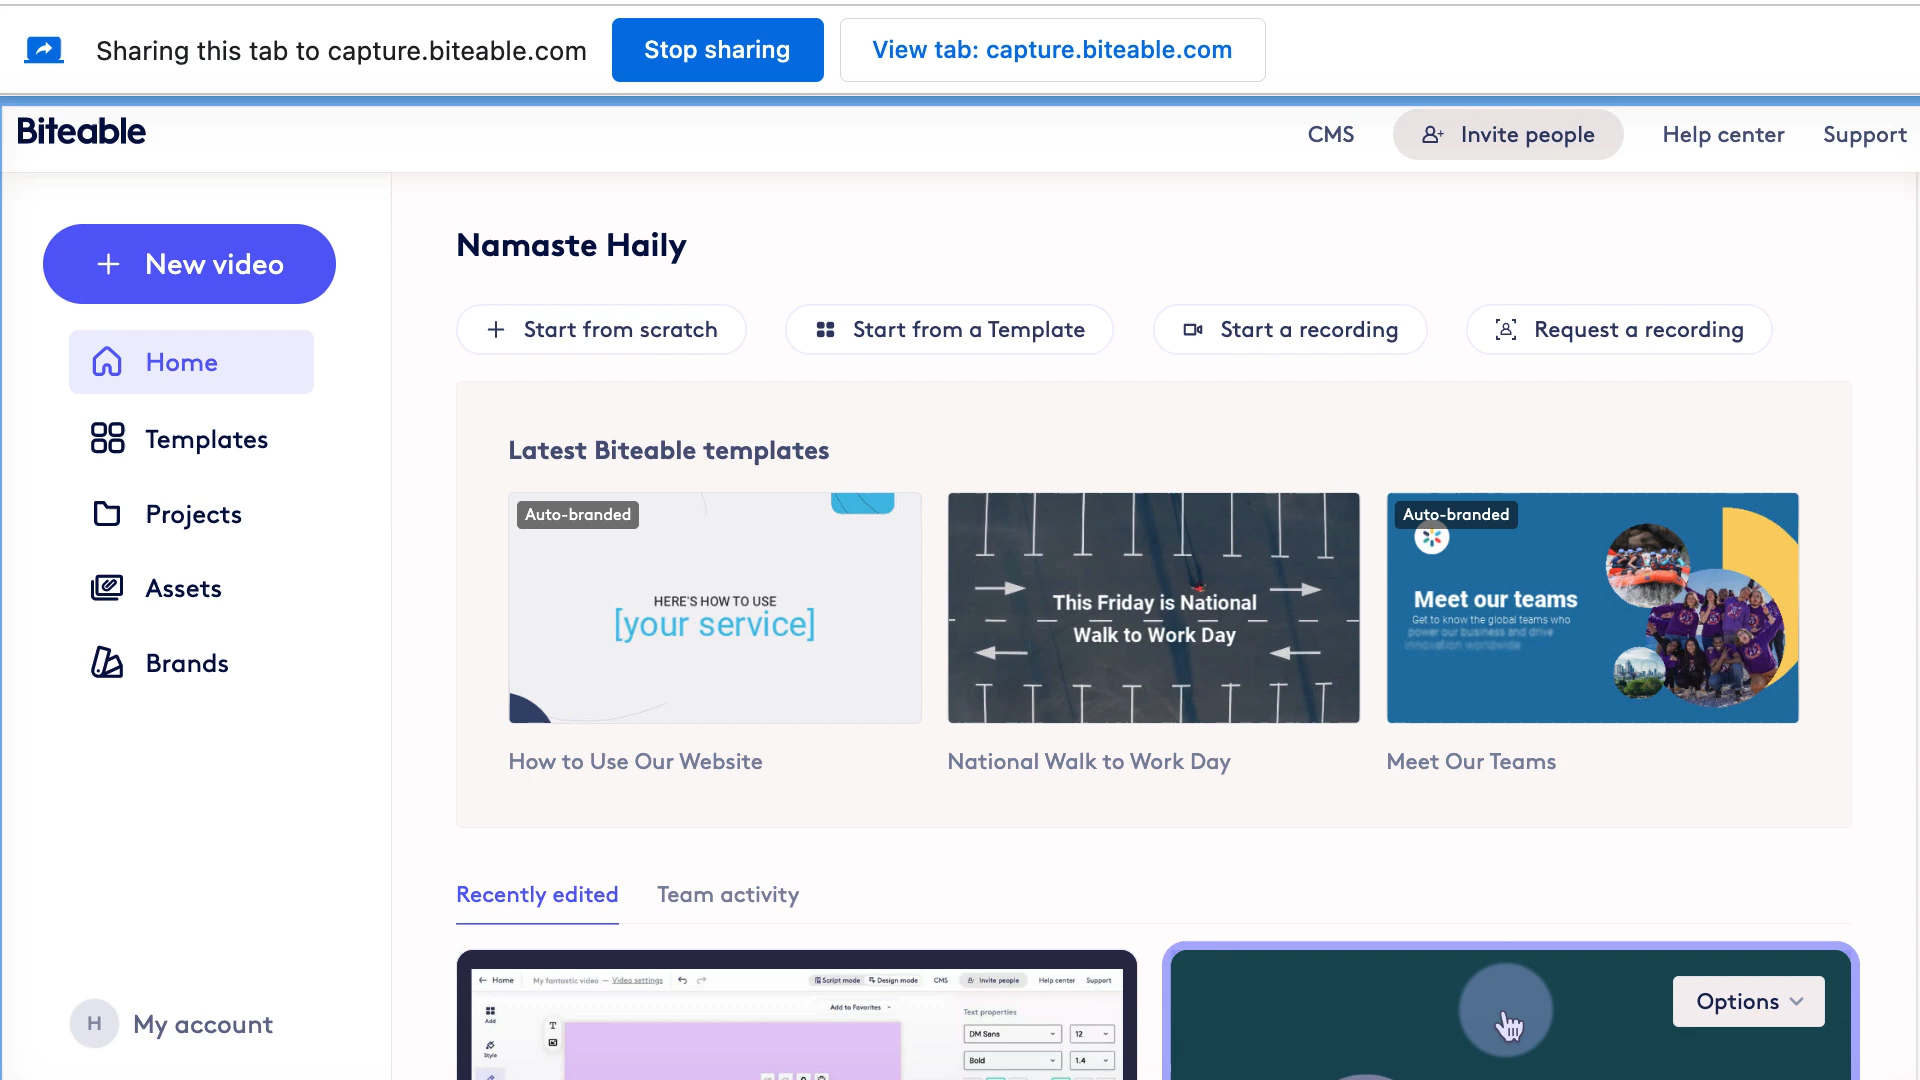 Sharing this tab to capture.biteable.com
Stop sharing
View tab: capture.biteable.com
Biteable
CMS
Invite people
Help center
Support
New video
Home
Templates
Projects
Assets
Brands
H
My account
Namaste Haily
Start from scratch
Start from a Template
Start a recording
Request a recording
Latest Biteable templates
Auto-branded
HERE'S HOW TO USE
[your service]
How to Use Our Website
This Friday is National
Walk to Work Day
National Walk to Work Day
Auto-branded
Meet our teams
Get to know the global teams who
power our business and drive
innovation worldwide
Meet Our Teams
Recently edited
Team activity
Home
My fantastic video — Video settings
Script mode
Design mode
CMS
Invite people
Help center
Support
Add
Style
T
Add to Favorites
Text properties
DM Sans
12
Bold
1.4
Options